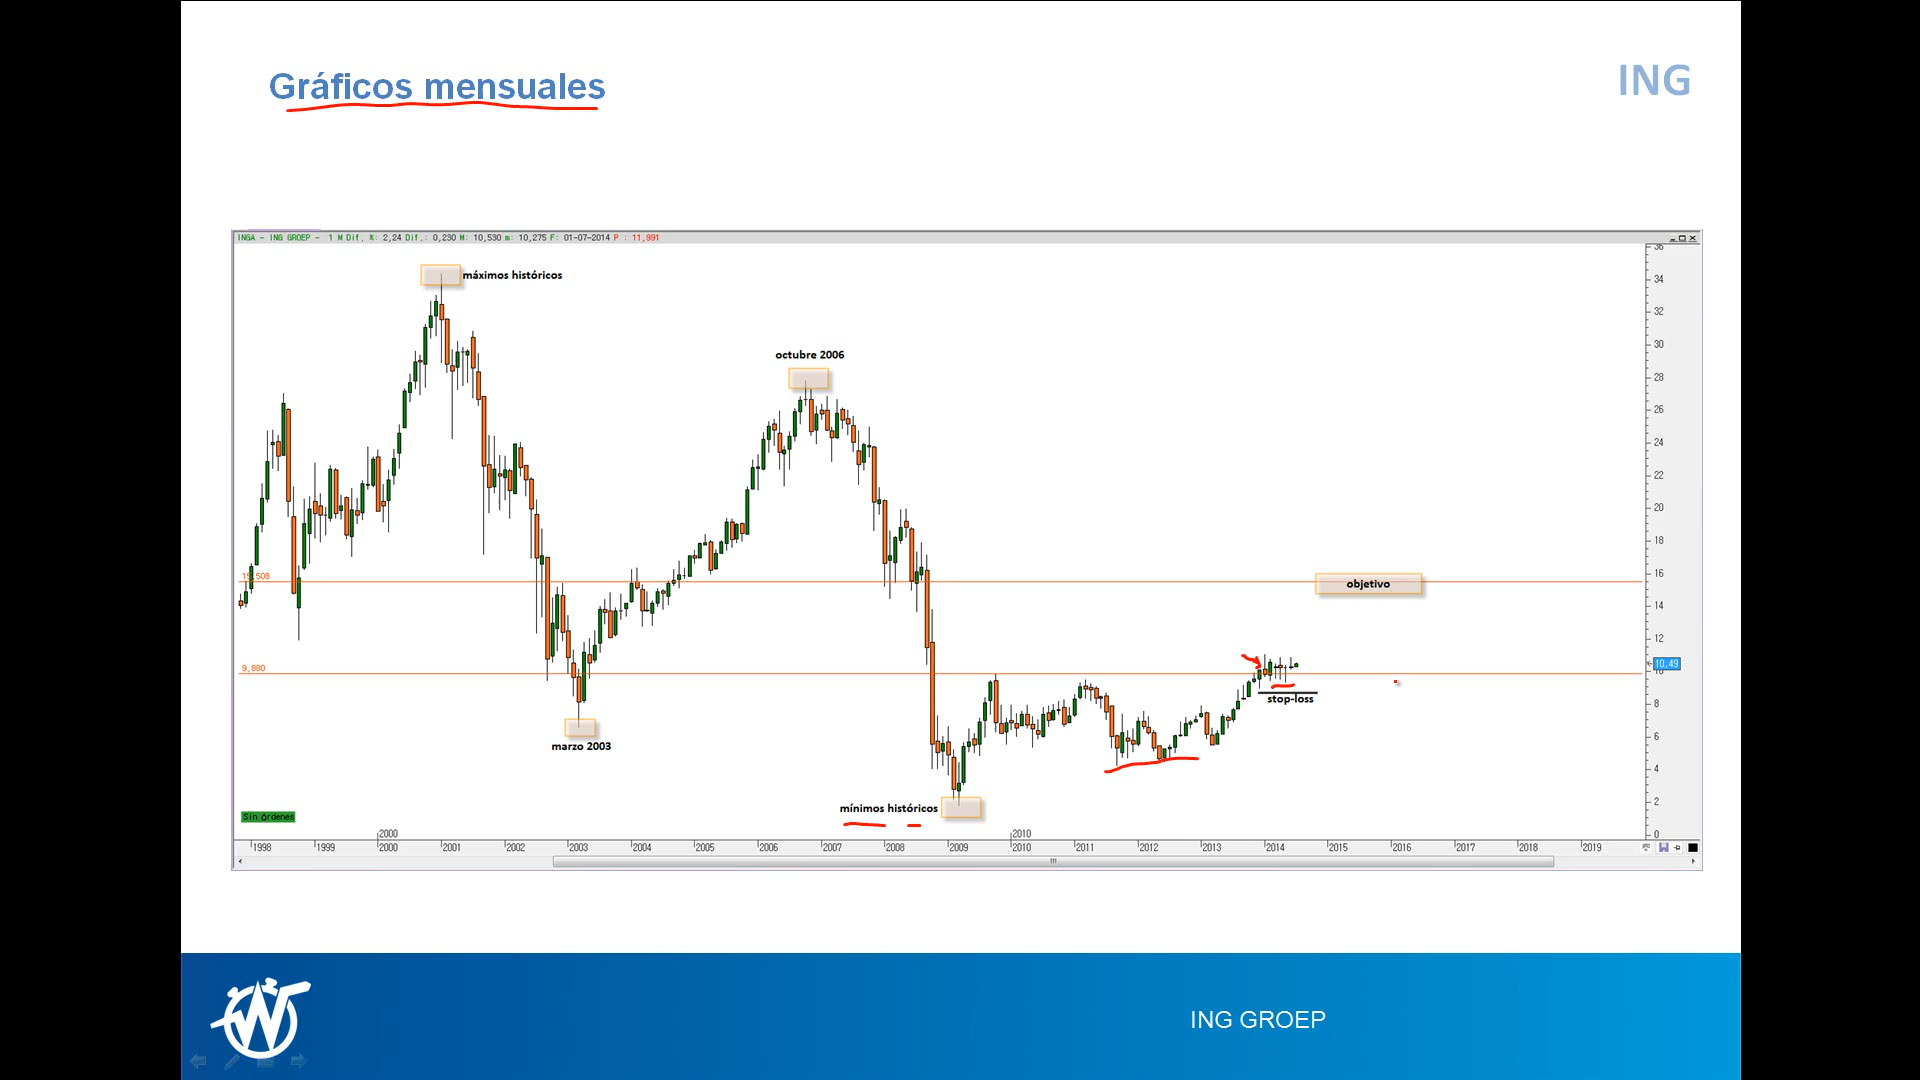 Gráficos mensuales
ING
INGA - ING GROEP - 1 M Dif, %: 2,24 Dif,: 0,230 M: 10,530 m: 10,275 F: 01-07-2014 P : 11,991
máximos históricos
octubre 2006
15,508
objetivo
9,880
stop-loss
marzo 2003
mínimos históricos
Sin órdenes
36
34
32
30
28
26
24
22
20
18
16
14
12
10.49
10
8
6
4
2
0
2000 2010
1998 1999 2000 2001 2002 2003 2004 2005 2006 2007 2008 2009 2010 2011 2012 2013 2014 2015 2016 2017 2018 2019
W
ING GROEP